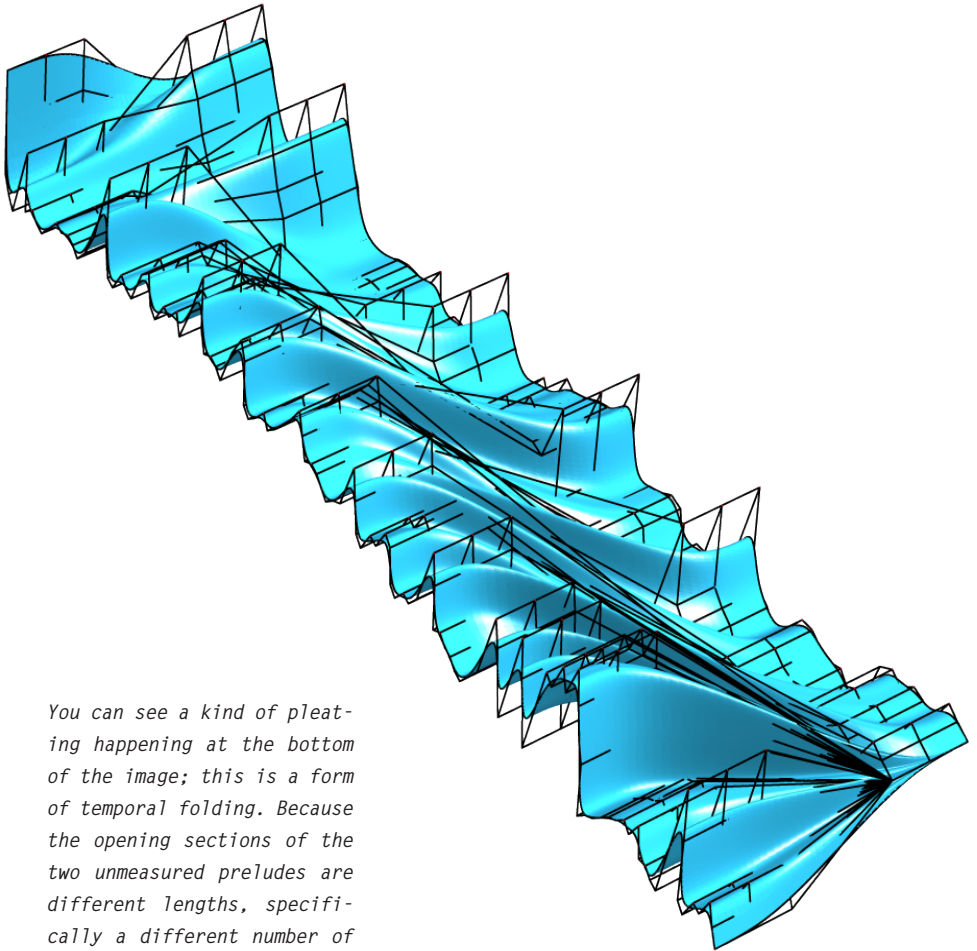 You can see a kind of pleat-
ing happening at the bottom
of the image; this is a form
of temporal folding. Because
the opening sections of the
two unmeasured preludes are
different lengths, specifi-
cally a different number of